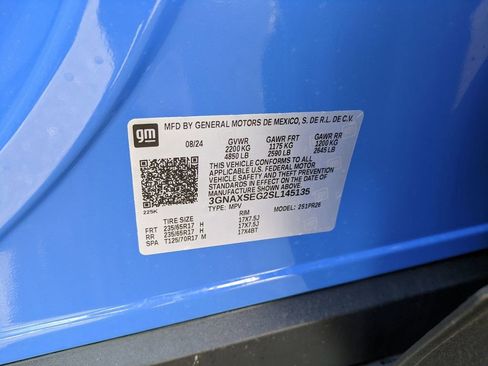 gm
MFD BY GENERAL MOTORS DE MEXICO, S. DE R.L. DE C.V.
08/24 GVWR GAWR FRT GAWR RR
2200 KG 1175 KG 1200 KG
4850 LB 2590 LB 2645 LB
THIS VEHICLE CONFORMS TO ALL
APPLICABLE U.S. FEDERAL MOTOR
VEHICLE SAFETY AND THEFT PREVENTION
STANDARDS IN EFFECT ON THE DATE OF
MANUFACTURE SHOWN ABOVE.
3GNAXSEG2SL145135
225K TYPE: MPV MODEL: 2S1PR26
TIRE SIZE RIM
FRT 235/65R17 H 17X7.5J
RR 235/65R17 H 17X7.5J
SPA T125/70R17 M 17X4BT